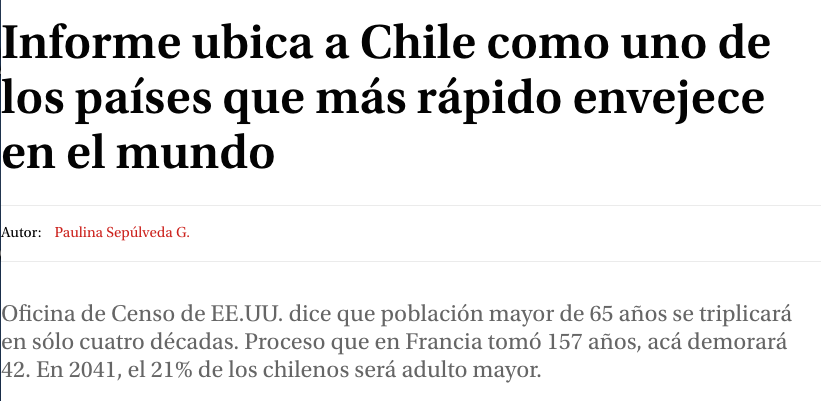 Informe ubica a Chile como uno de
los países que más rápido envejece
en el mundo
Autor: Paulina Sepúlveda G.
Oficina de Censo de EE.UU. dice que población mayor de 65 años se triplicará
en sólo cuatro décadas. Proceso que en Francia tomó 157 años, acá demorará
42. En 2041, el 21% de los chilenos será adulto mayor.